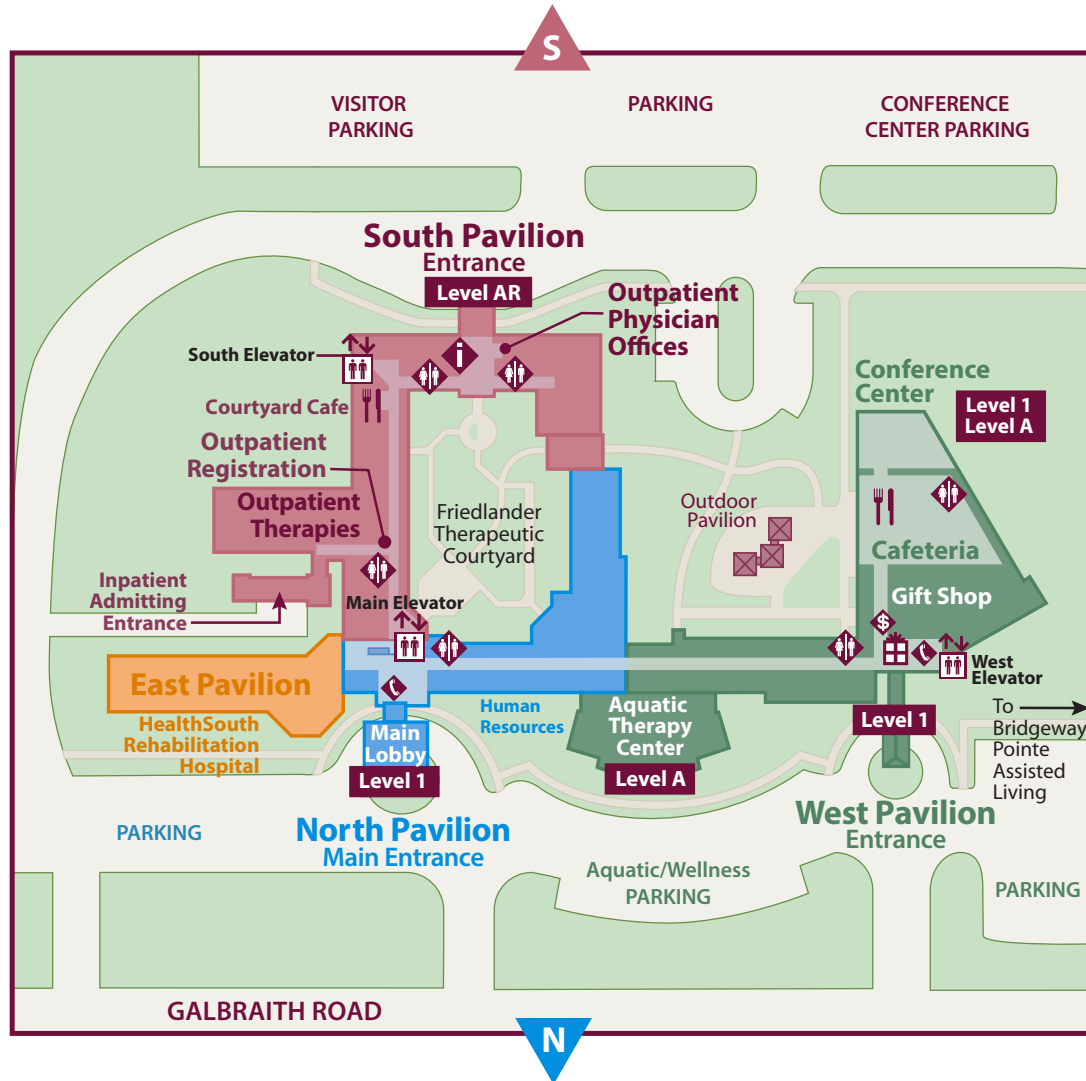 S
VISITOR
PARKING
PARKING
CONFERENCE
CENTER PARKING
South Pavilion
Entrance
Level AR
Outpatient
Physician
Offices
South Elevator
i
Courtyard Cafe
Outpatient
Registration
Outpatient
Therapies
Friedlander
Therapeutic
Courtyard
Inpatient
Admitting
Entrance
Main Elevator
Outdoor
Pavilion
Conference
Center
Level 1
Level A
Cafeteria
Gift Shop
$
West
Elevator
East Pavilion
HealthSouth
Rehabilitation
Hospital
Main
Lobby
Level 1
Human
Resources
Aquatic
Therapy
Center
Level A
Level 1
To
Bridgeway
Pointe
Assisted
Living
North Pavilion
Main Entrance
West Pavilion
Entrance
PARKING
Aquatic/Wellness
PARKING
PARKING
GALBRAITH ROAD
N